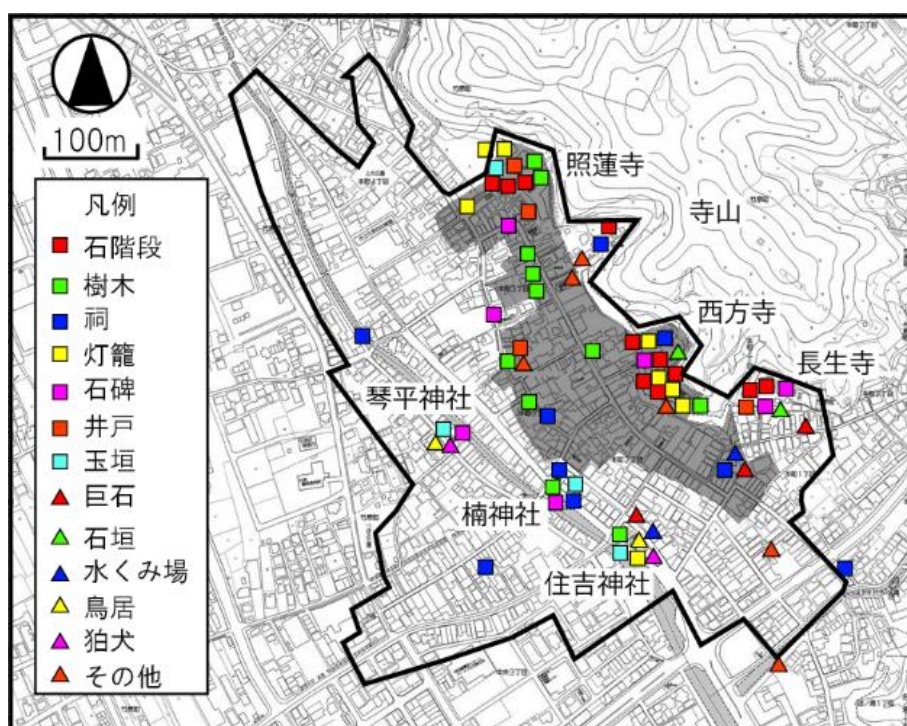 100m
凡例
石階段
樹木
祠
灯籠
石碑
井戸
玉垣
巨石
石垣
水くみ場
鳥居
狛犬
その他
照蓮寺
寺山
西方寺
長生寺
琴平神社
楠神社
住吉神社